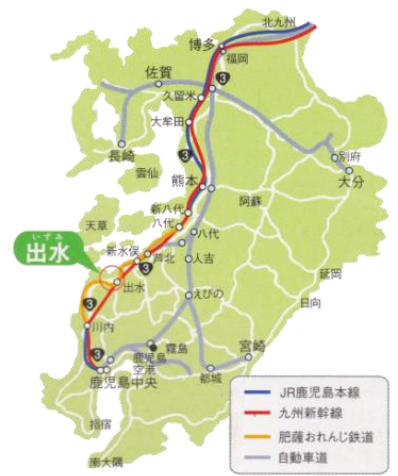 北九州
博多
福岡
3
佐賀
久留米
大牟田
長崎
雲仙
3
別府
大分
熊本
阿蘇
新八代
八代
天草
八代
いずみ
出水
新水俣
芦北
3
人吉
延岡
出水
えびの
日向
3
川内
霧島
宮崎
3
鹿児島
空港
鹿児島中央
都城
指宿
南大隅
JR鹿児島本線
九州新幹線
肥薩おれんじ鉄道
自動車道